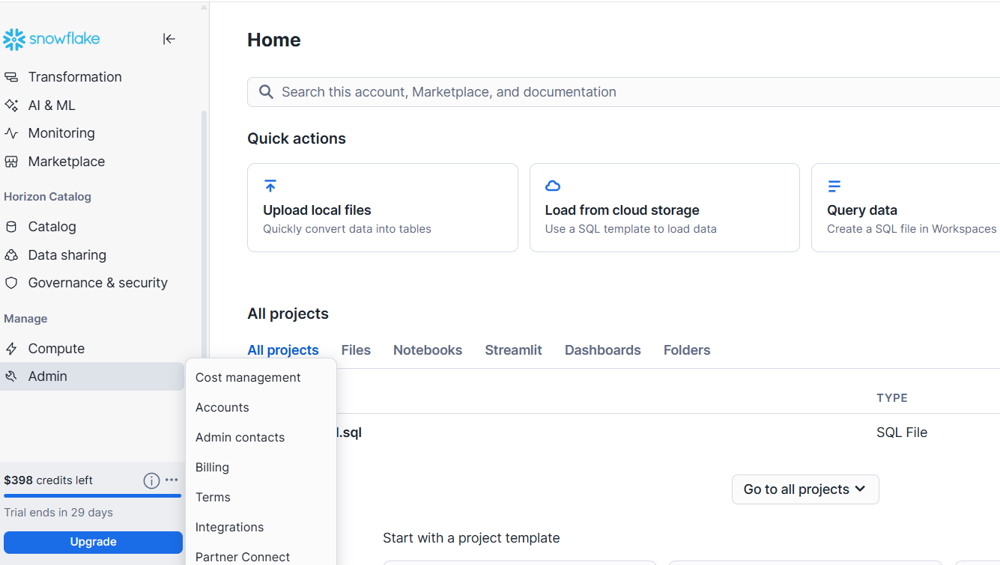 snowflake
Transformation
AI & ML
Monitoring
Marketplace
Horizon Catalog
Catalog
Data sharing
Governance & security
Manage
Compute
Admin
$398 credits left
Trial ends in 29 days
Upgrade
Cost management
Accounts
Admin contacts
Billing
Terms
Integrations
Partner Connect
Home
Search this account, Marketplace, and documentation
Quick actions
Upload local files
Quickly convert data into tables
Load from cloud storage
Use a SQL template to load data
Query data
Create a SQL file in Workspaces
All projects
All projects Files Notebooks Streamlit Dashboards Folders
TYPE
.sql SQL File
Go to all projects
Start with a project template